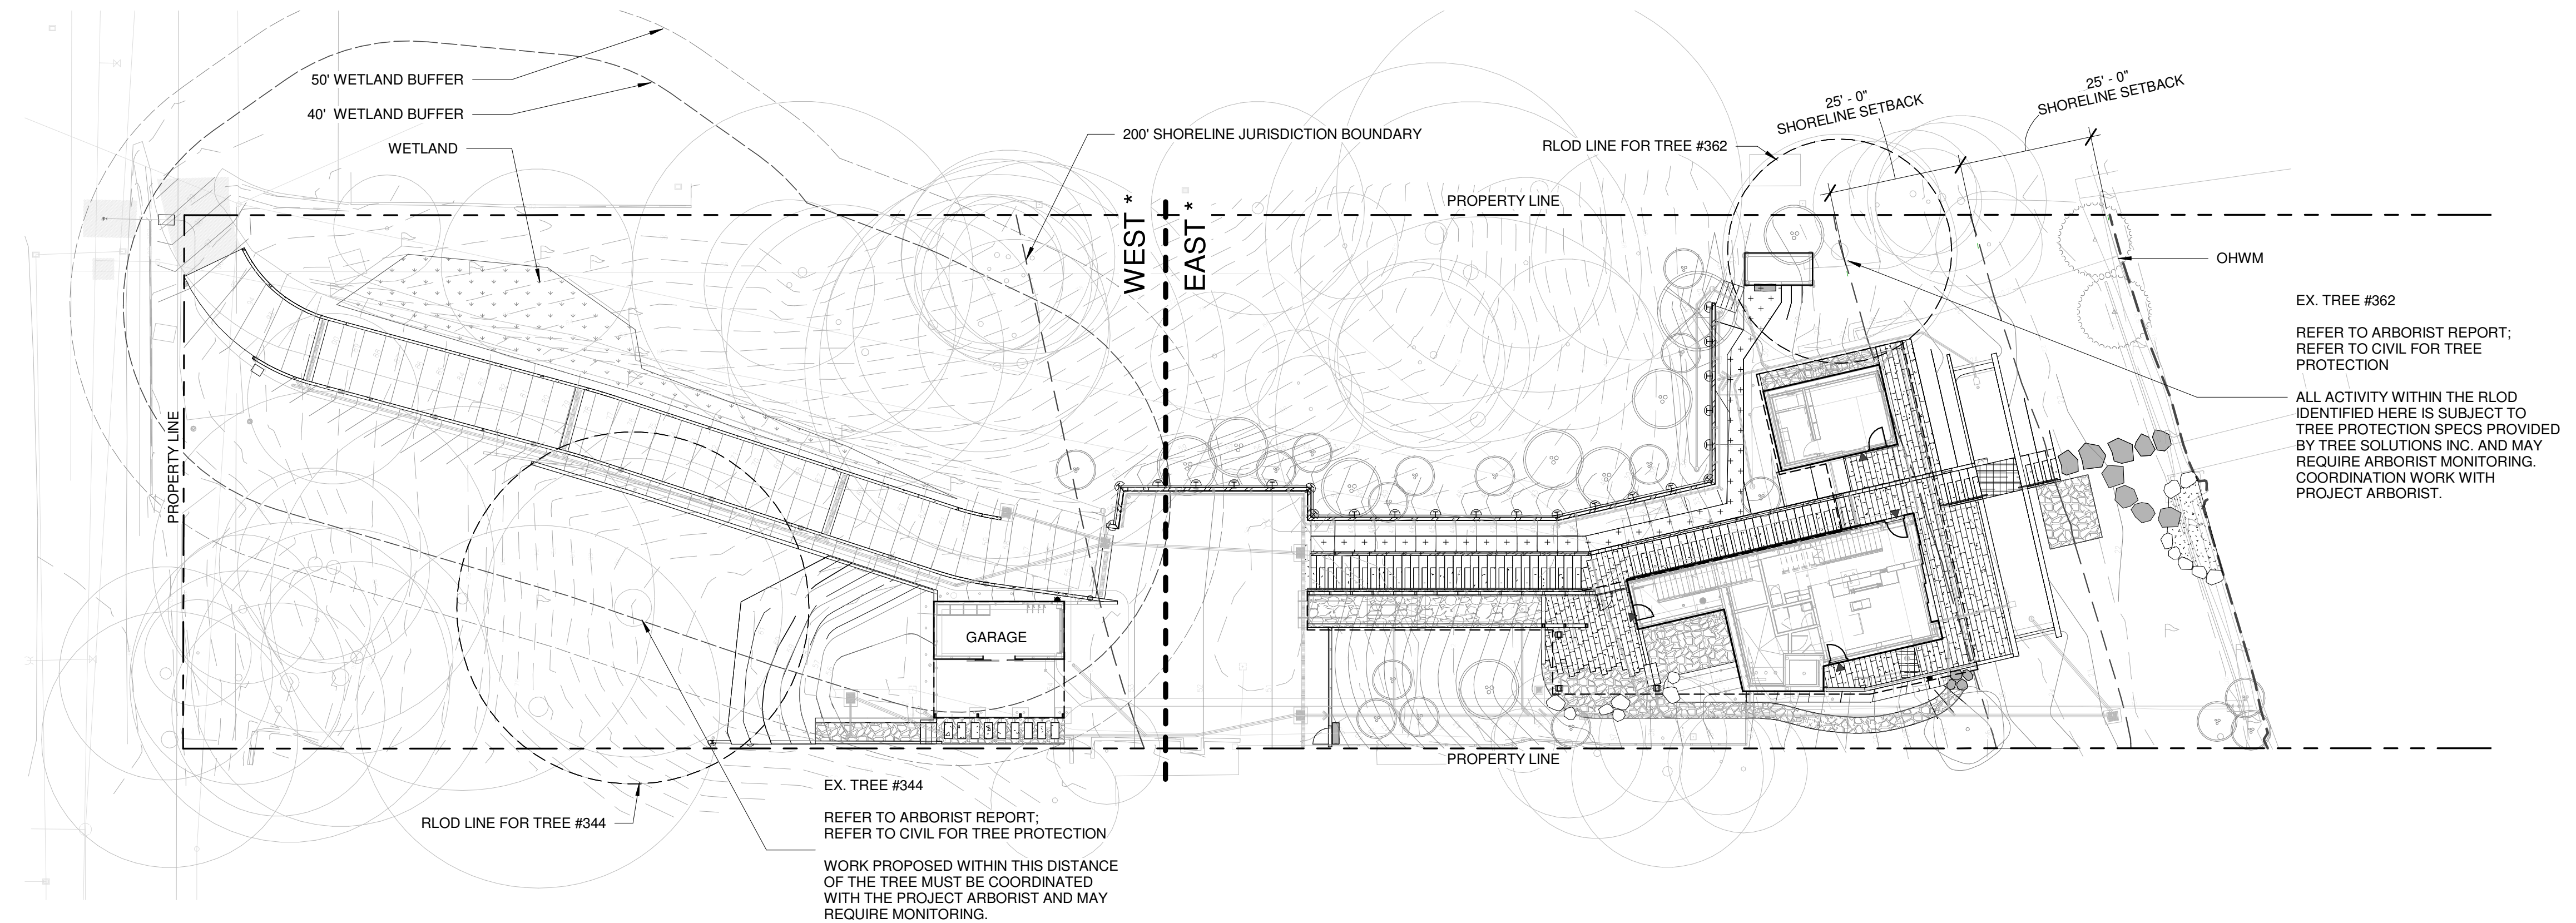 50' WETLAND BUFFER
40' WETLAND BUFFER
WETLAND
200' SHORELINE JURISDICTION BOUNDARY
WEST *
EAST *
PROPERTY LINE
RLOD LINE FOR TREE #362
25' - 0"
SHORELINE SETBACK
25' - 0"
SHORELINE SETBACK
OHWM
EX. TREE #362
REFER TO ARBORIST REPORT;
REFER TO CIVIL FOR TREE
PROTECTION
ALL ACTIVITY WITHIN THE RLOD
IDENTIFIED HERE IS SUBJECT TO
TREE PROTECTION SPECS PROVIDED
BY TREE SOLUTIONS INC. AND MAY
REQUIRE ARBORIST MONITORING.
COORDINATION WORK WITH
PROJECT ARBORIST.
PROPERTY LINE
GARAGE
PROPERTY LINE
RLOD LINE FOR TREE #344
EX. TREE #344
REFER TO ARBORIST REPORT;
REFER TO CIVIL FOR TREE PROTECTION
WORK PROPOSED WITHIN THIS DISTANCE
OF THE TREE MUST BE COORDINATED
WITH THE PROJECT ARBORIST AND MAY
REQUIRE MONITORING.